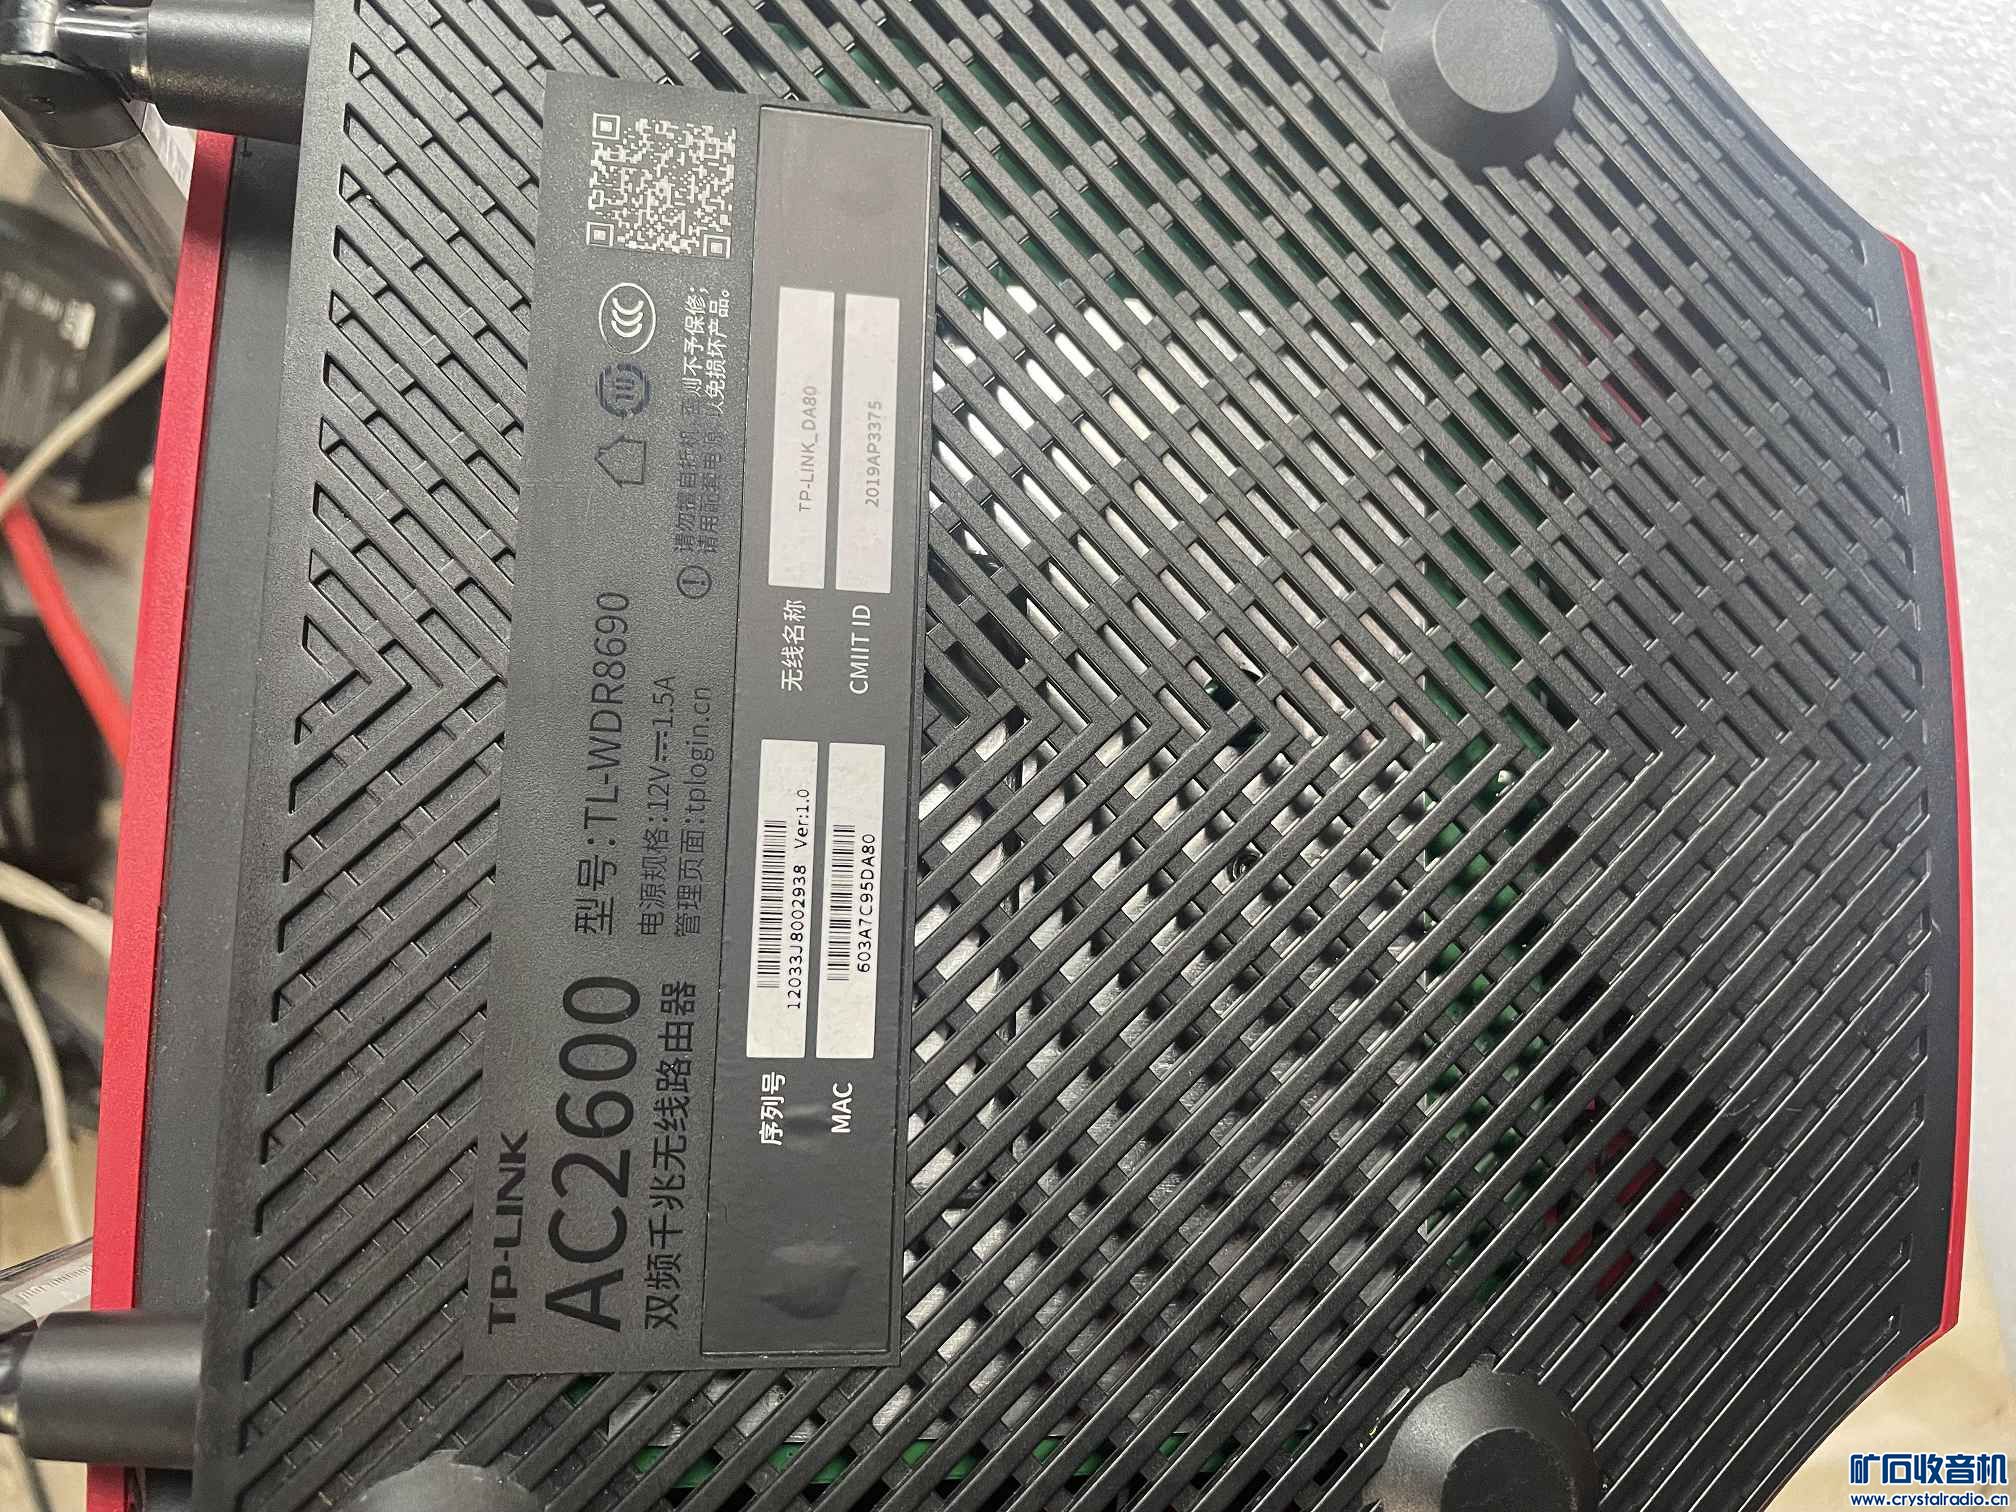 TP-LINK
AC2600
双频千兆无线路由器
型号:TL-WDR8690
电源规格:12V⎓1.5A
管理页面:tplogin.cn
请勿擅自拆机,否则不予保修;
请用配套电源,以免损坏产品。
序列号
12033J8002938 Ver:1.0
无线名称
TP-LINK_DA80
MAC
603A7C95DA80
CMIIT ID
2019AP3375
矿石收音机
www.crystalradio.cn